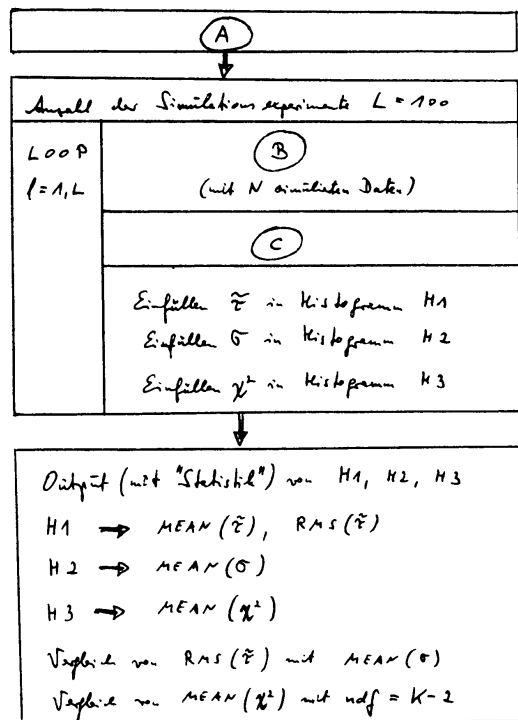 A
Anzahl der Simulationsexperimente L = 100
LOOP
l = 1, L
B
(mit N simulierten Daten)
C
Einfüllen τ̃ in Histogramm H1
Einfüllen σ in Histogramm H2
Einfüllen χ² in Histogramm H3
Output (mit "Statistik") von H1, H2, H3
H1 → MEAN(τ̃), RMS(τ̃)
H2 → MEAN(σ)
H3 → MEAN(χ²)
Vergleich von RMS(τ̃) mit MEAN(σ)
Vergleich von MEAN(χ²) mit ndf = K-2